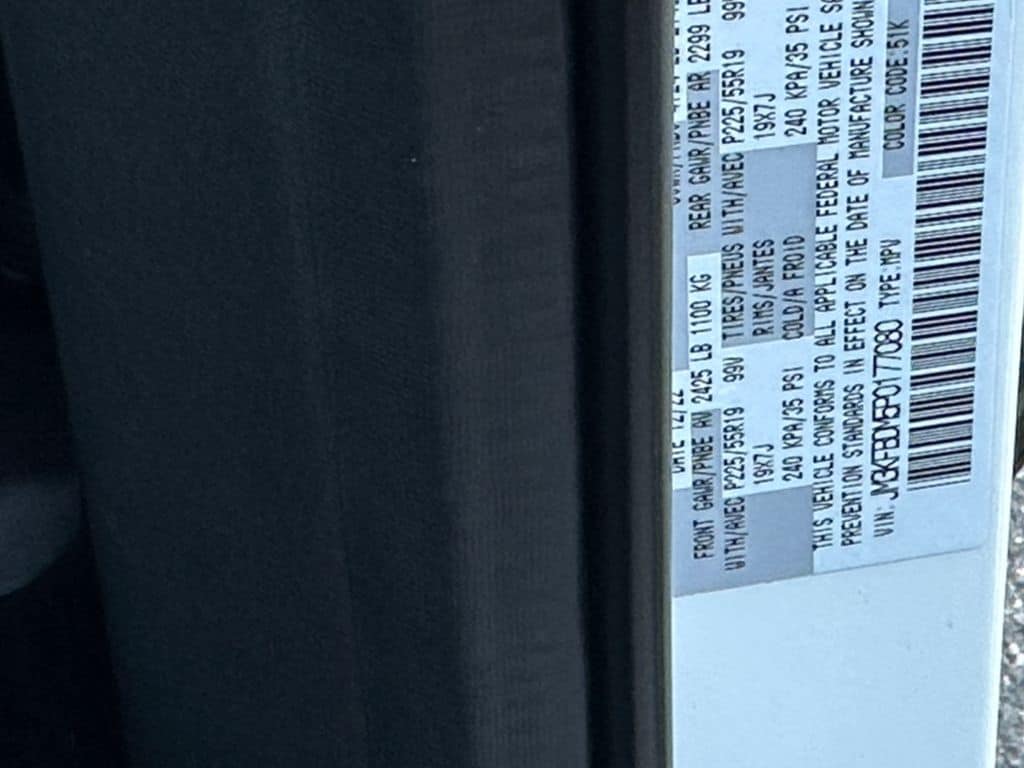 DATE 12/22
FRONT GAWR/PNBE AV 2425 LB 1100 KG REAR GAWR/PNBE AR 2299 LB
WITH/AVEC P225/55R19 99V TIRES/PNEUS WITH/AVEC P225/55R19 99V
19X7J RIMS/JANTES 19X7J
240 KPA/35 PSI COLD/A FROID 240 KPA/35 PSI
THIS VEHICLE CONFORMS TO ALL APPLICABLE FEDERAL MOTOR VEHICLE
PREVENTION STANDARDS IN EFFECT ON THE DATE OF MANUFACTURE SHOWN
VIN: JM3KFBDM5P0177080 TYPE:MPV COLOR CODE:51K